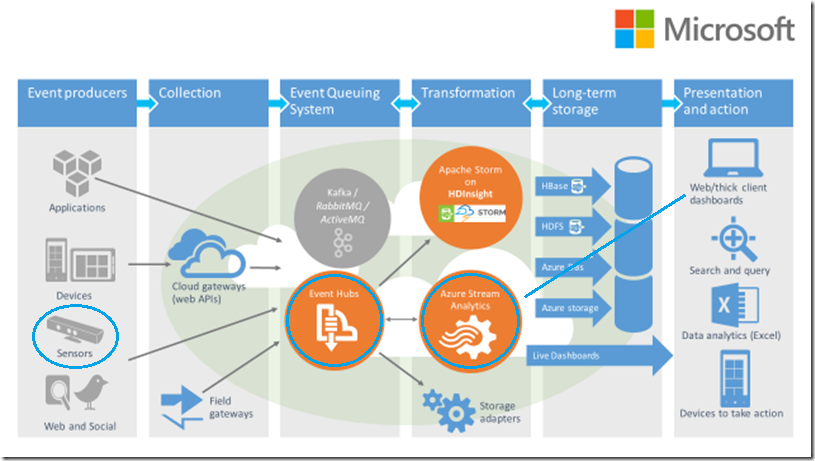 Microsoft
Event producers
Collection
Event Queuing
System
Transformation
Long-term
storage
Presentation
and action
Applications
Devices
Sensors
Web and Social
Cloud gateways
(web APIs)
Field
gateways
Kafka /
RabbitMQ /
ActiveMQ
Event Hubs
Apache Storm
on
HDInsight
STORM
Azure Stream
Analytics
Storage
adapters
HBase
HDFS
Azure
Azure storage
Live Dashboards
Web/thick client
dashboards
Search and query
Data analytics (Excel)
Devices to take action